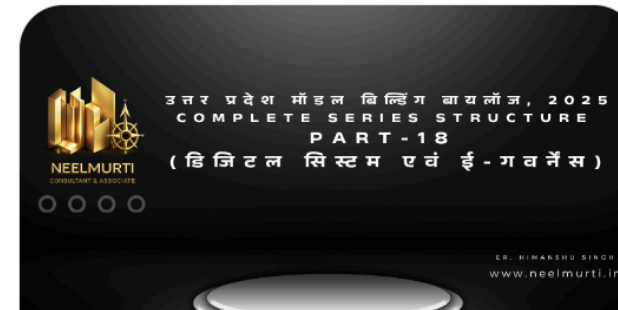 उत्तर प्रदेश मॉडल बिल्डिंग बायलॉज, 2025
COMPLETE SERIES STRUCTURE
PART-18
(डिजिटल सिस्टम एवं ई-गवर्नेंस)
NEELMURTI
CONSULTANT & ASSOCIATE
ER. HIMANSHU SINGH
www.neelmurti.in